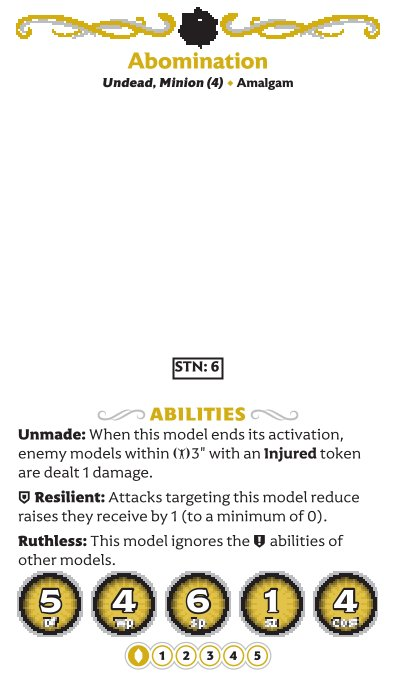 Abomination
Undead, Minion (4) ♦ Amalgam
STN: 6
ABILITIES
Unmade: When this model ends its activation,
enemy models within 3" with an Injured token
are dealt 1 damage.
Resilient: Attacks targeting this model reduce
raises they receive by 1 (to a minimum of 0).
Ruthless: This model ignores the abilities of
other models.
5 4 6 1 4
Df Wp Sp Sz Cost
1 2 3 4 5